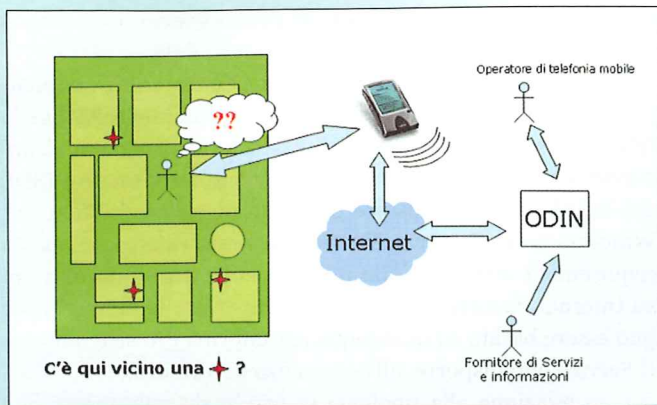 ??
Operatore di telefonia mobile
ODIN
Internet
Fornitore di Servizi
e informazioni
C'è qui vicino una ?